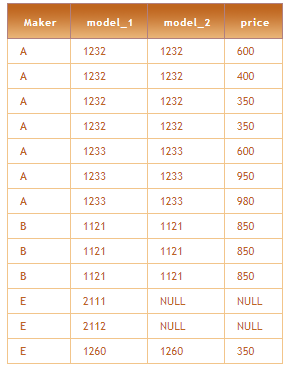 Maker model_1 model_2 price
A 1232 1232 600
A 1232 1232 400
A 1232 1232 350
A 1232 1232 350
A 1233 1233 600
A 1233 1233 950
A 1233 1233 980
B 1121 1121 850
B 1121 1121 850
B 1121 1121 850
E 2111 NULL NULL
E 2112 NULL NULL
E 1260 1260 350